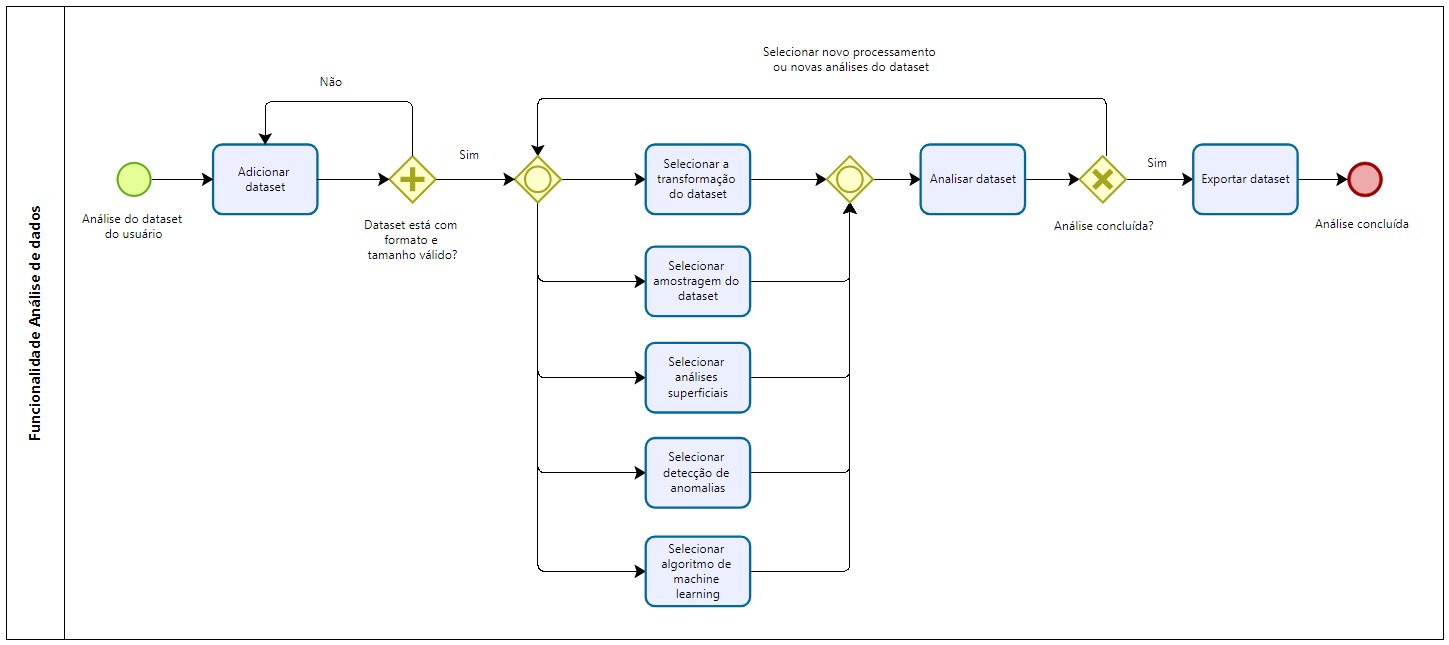 Funcionalidade Análise de dados
Análise do dataset
do usuário
Adicionar
dataset
Não
Dataset está com
formato e
tamanho válido?
Sim
Selecionar novo processamento
ou novas análises do dataset
Selecionar a
transformação
do dataset
Selecionar
amostragem do
dataset
Selecionar
análises
superficiais
Selecionar
detecção de
anomalias
Selecionar
algoritmo de
machine
learning
Analisar dataset
Análise concluída?
Sim
Exportar dataset
Análise concluída